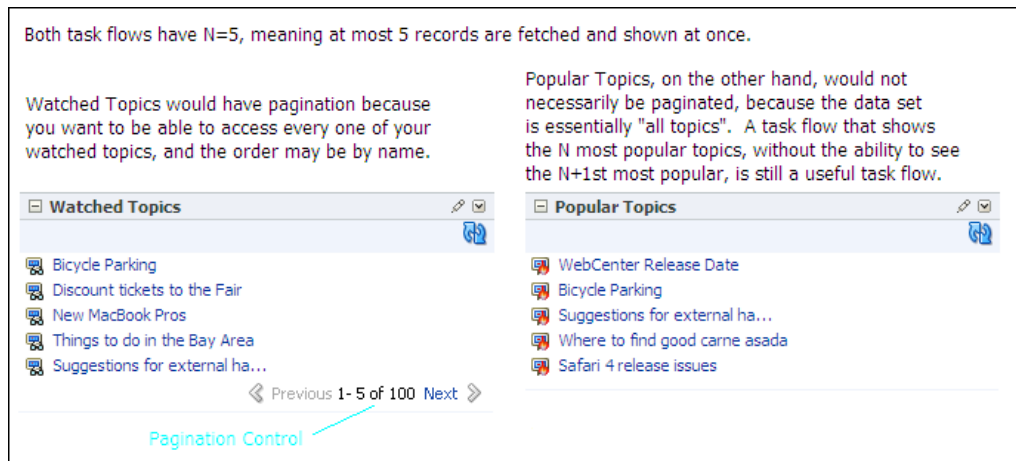 Both task flows have N=5, meaning at most 5 records are fetched and shown at once.
Watched Topics would have pagination because
you want to be able to access every one of your
watched topics, and the order may be by name.
Popular Topics, on the other hand, would not
necessarily be paginated, because the data set
is essentially "all topics".  A task flow that shows
the N most popular topics, without the ability to see
the N+1st most popular, is still a useful task flow.
Watched Topics
Bicycle Parking
Discount tickets to the Fair
New MacBook Pros
Things to do in the Bay Area
Suggestions for external ha...
Previous 1- 5 of 100 Next
Pagination Control
Popular Topics
WebCenter Release Date
Bicycle Parking
Suggestions for external ha...
Where to find good carne asada
Safari 4 release issues